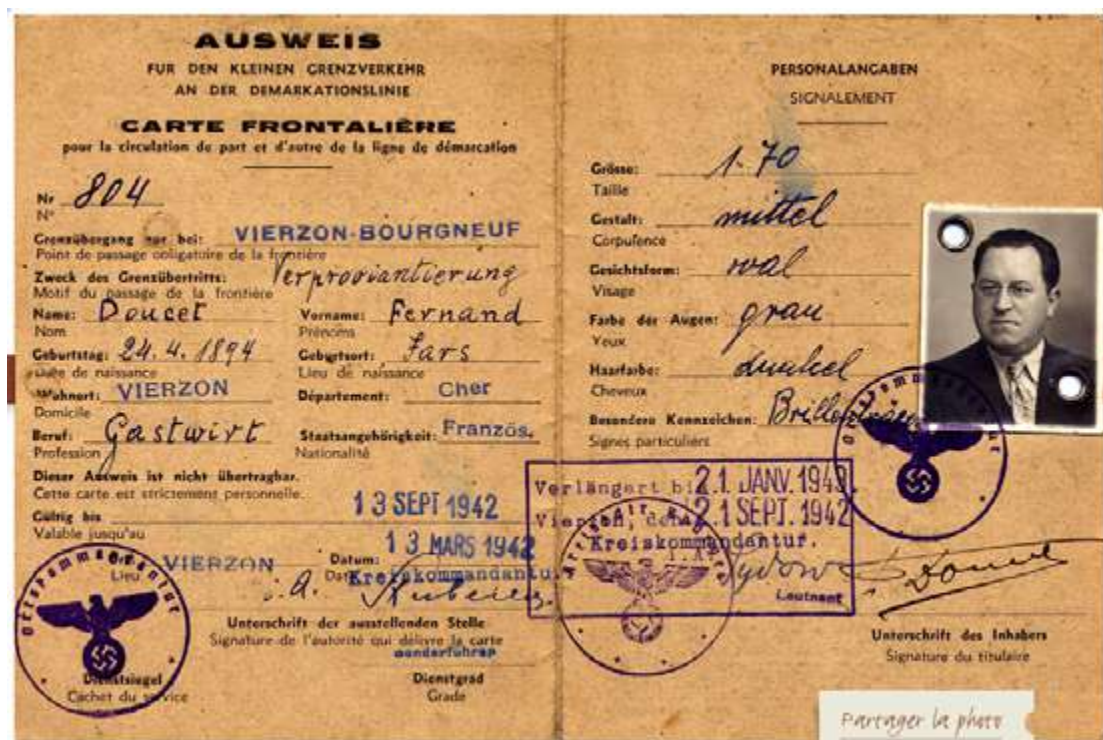 AUSWEIS
FUR DEN KLEINEN GRENZVERKEHR
AN DER DEMARKATIONSLINIE
CARTE FRONTALIÈRE
pour la circulation de part et d'autre de la ligne de démarcation
Nr 804
N°
Grenzübergang nur bei: VIERZON-BOURGNEUF
Point de passage obligatoire de la frontière
Zweck des Grenzübertritts: Verproviantierung
Motif du passage de la frontière
Name: Doucet Vorname: Fernand
Nom Prénoms
Geburtstag: 24. 4. 1894 Geburtsort: Jars
Date de naissance Lieu de naissance
Wohnort: VIERZON Département: Cher
Domicile
Beruf: Gastwirt Staatsangehörigkeit: Französ.
Profession Nationalité
Dieser Ausweis ist nicht übertragbar.
Cette carte est strictement personnelle.
Gültig bis 13 SEPT 1942
Valable jusqu'au
Ort VIERZON Datum: 13 MARS 1942
Lieu Date Kreiskommandantur
i.A.
Unterschrift der ausstellenden Stelle
Signature de l'autorité qui délivre la carte
Sonderführer
Dienstsiegel Dienstgrad
Cachet du service Grade
Ortskommandantur
PERSONALANGABEN
SIGNALEMENT
Grösse: 1.70
Taille
Gestalt: mittel
Corpulence
Gesichtsform: oval
Visage
Farbe der Augen: grau
Yeux
Haarfarbe: dunkel
Cheveux
Besondere Kennzeichen:
Signes particuliers
Ortskommandantur
Verlängert bis 21 JANV. 1943.
Vierzon, den 21 SEPT. 1942
Kreiskommandantur.
Leutnant
Doucet
Unterschrift des Inhabers
Signature du titulaire
Partager la photo